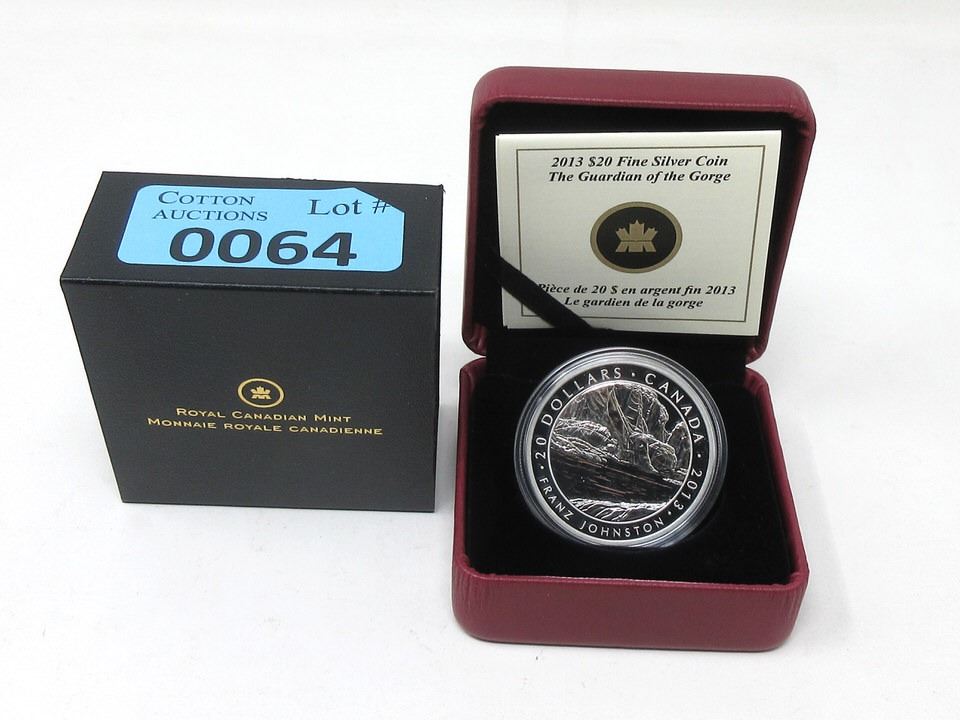 COTTON
AUCTIONS
Lot #
0064
ROYAL CANADIAN MINT
MONNAIE ROYALE CANADIENNE
2013 $20 Fine Silver Coin
The Guardian of the Gorge
Pièce de 20 $ en argent fin 2013
Le gardien de la gorge
20 DOLLARS · CANADA · 2013 ·
FRANZ JOHNSTON ·